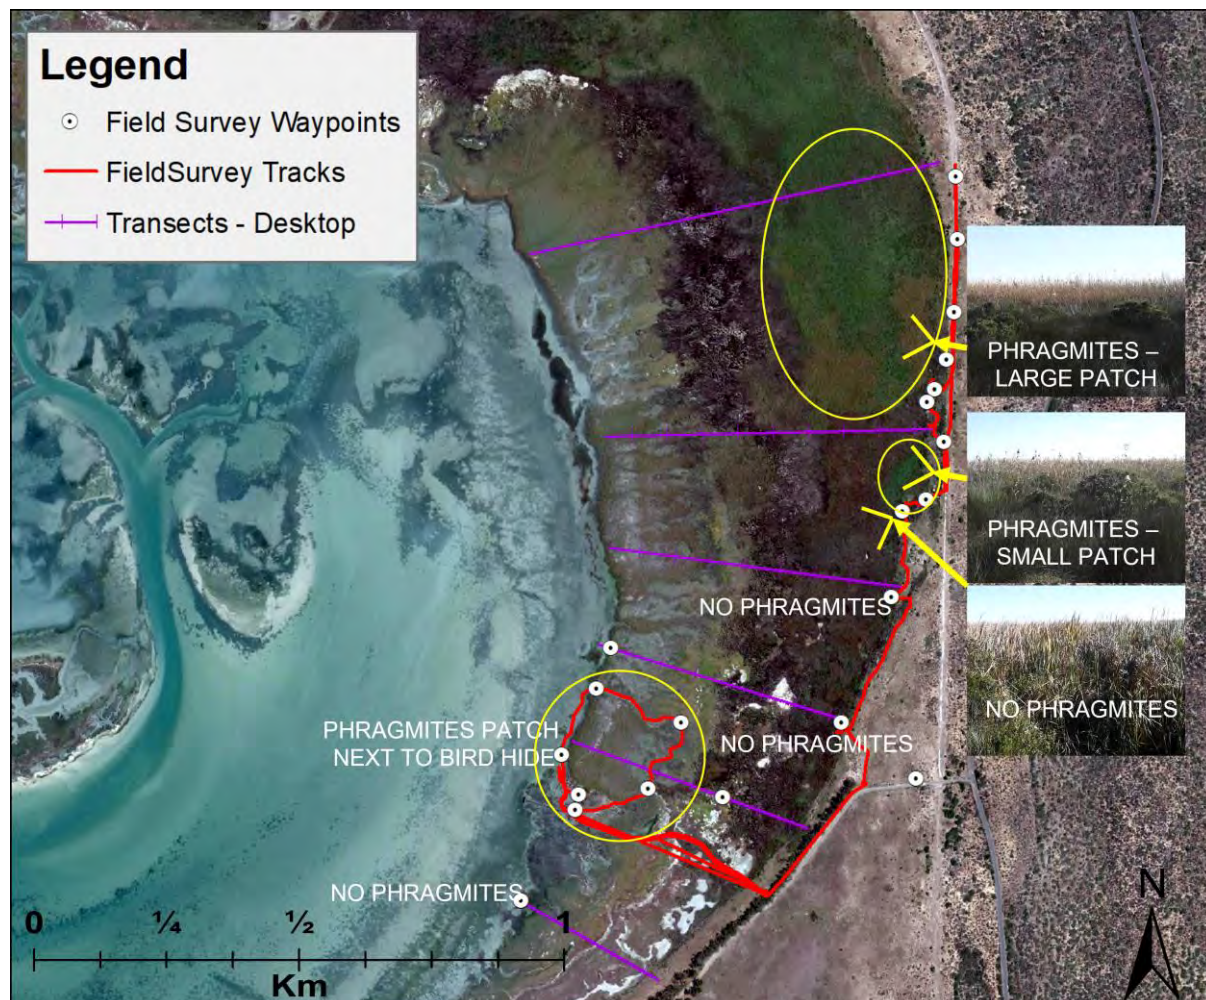 Legend
Field Survey Waypoints
FieldSurvey Tracks
Transects - Desktop
PHRAGMITES –
LARGE PATCH
PHRAGMITES –
SMALL PATCH
NO PHRAGMITES
NO PHRAGMITES
PHRAGMITES PATCH
NEXT TO BIRD HIDE
NO PHRAGMITES
NO PHRAGMITES
0 ¼ ½ 1
Km
N